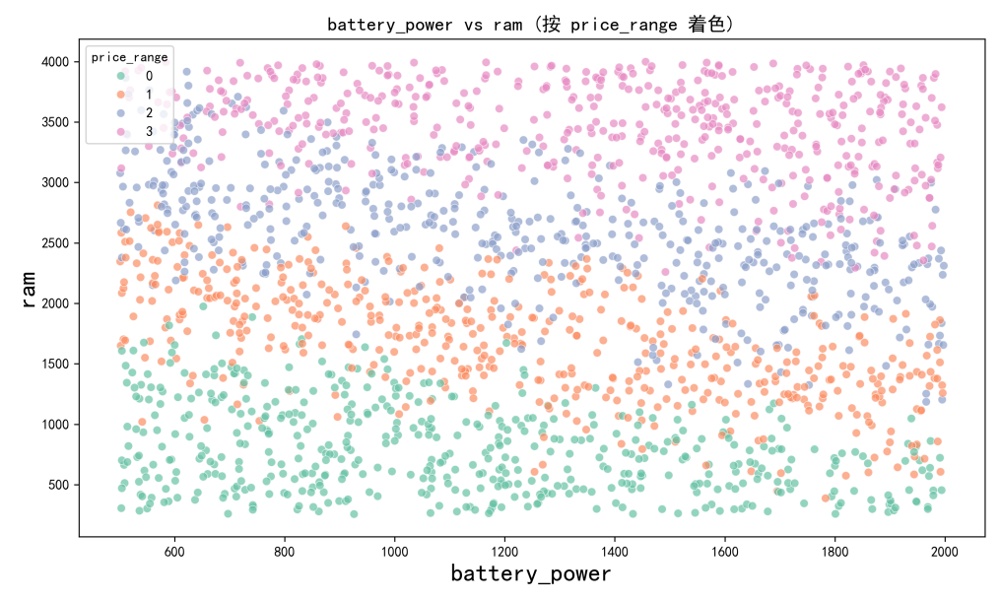 battery_power vs ram (按 price_range 着色)
price_range
0
1
2
3
4000
3500
3000
2500
2000
1500
1000
500
ram
600 800 1000 1200 1400 1600 1800 2000
battery_power